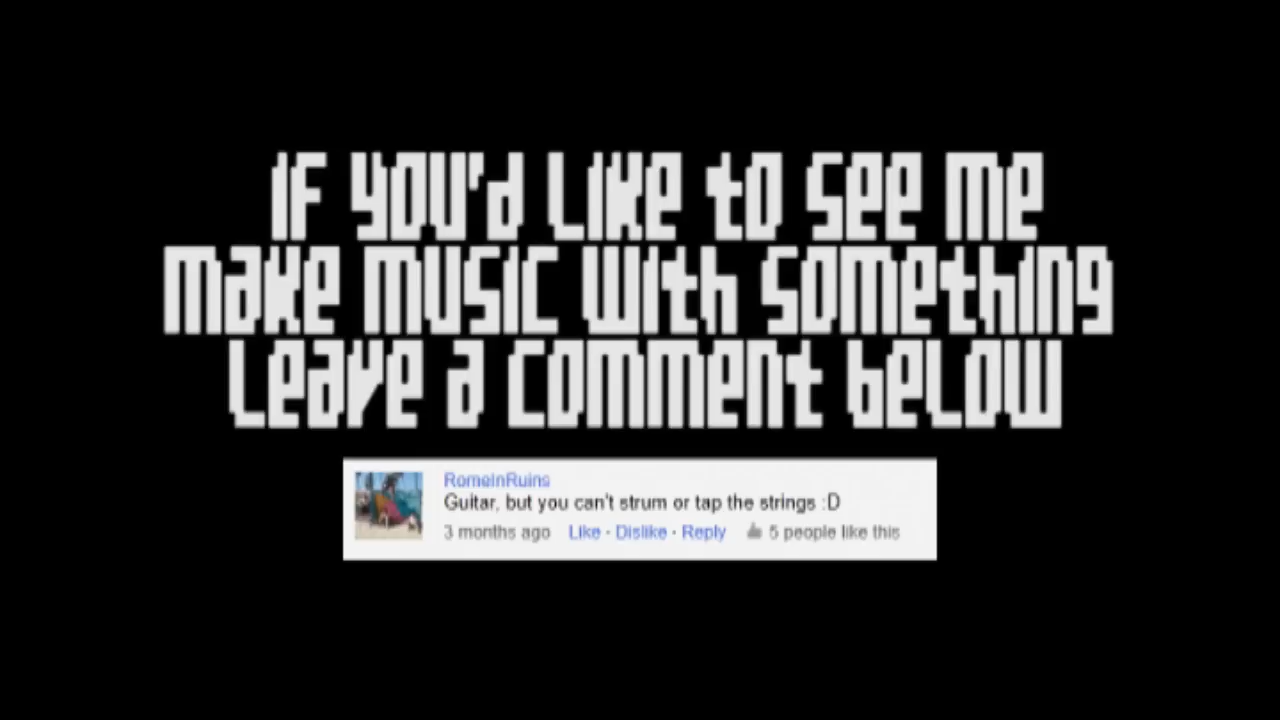 if you'd like to see me
make music with something
leave a comment below
RomeInRuins
Guitar, but you can't strum or tap the strings :D
3 months ago Like · Dislike · Reply 5 people like this